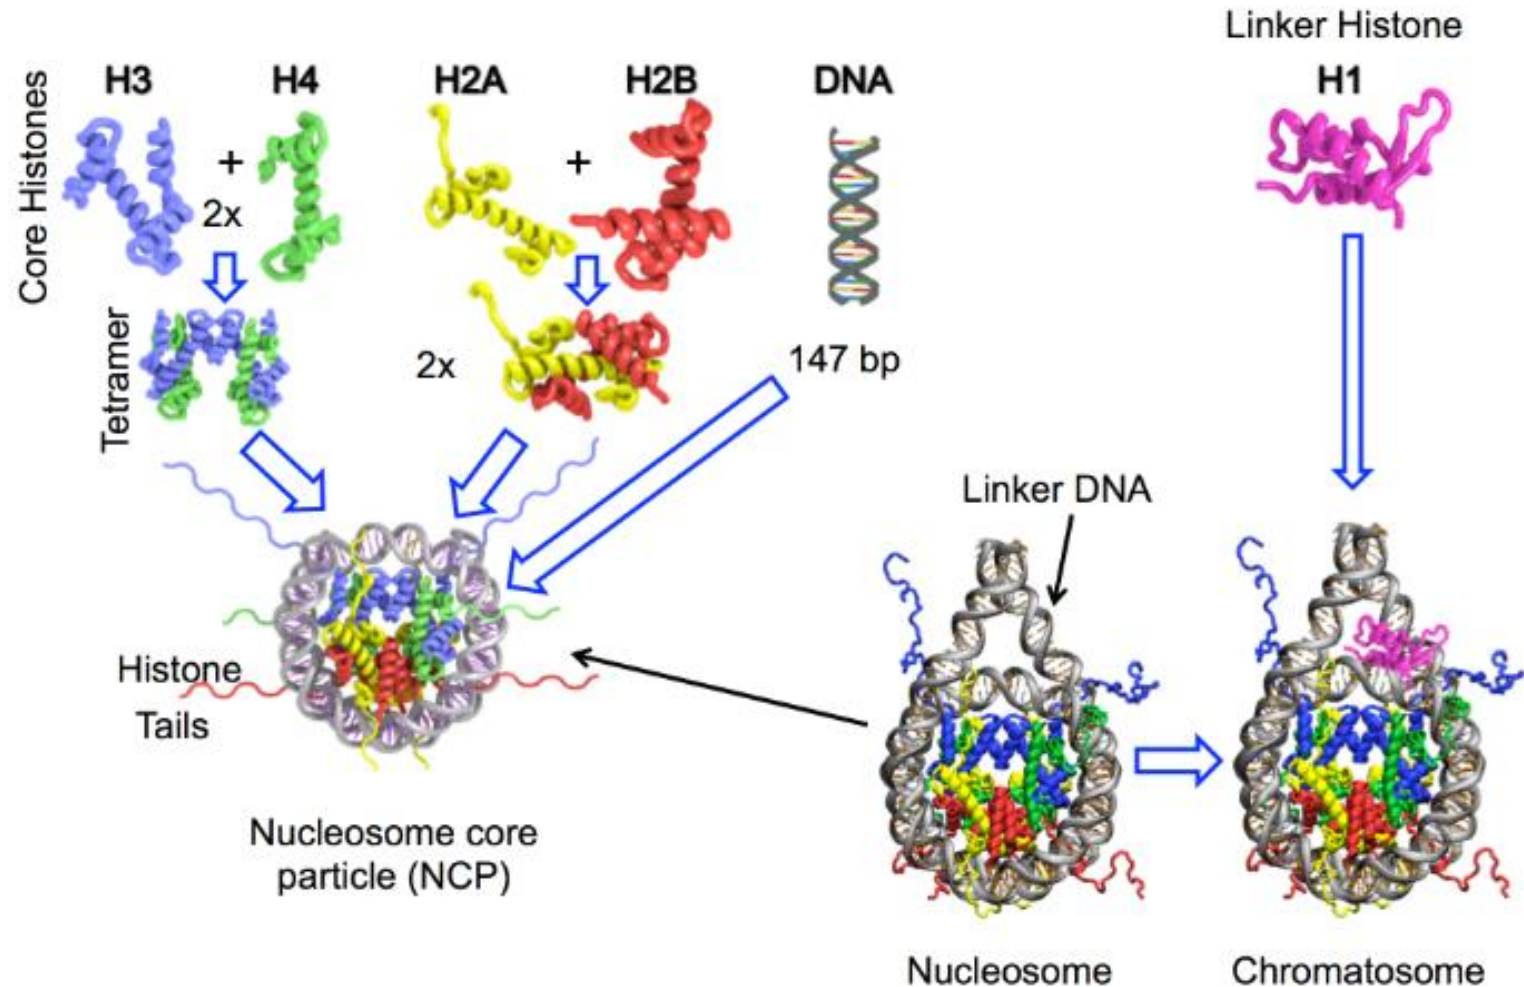 Linker Histone
H3
H4
H2A
H2B
DNA
H1
Core Histones
+
2x
+
Tetramer
2x
147 bp
Linker DNA
Histone
Tails
Nucleosome core
particle (NCP)
Nucleosome
Chromatosome